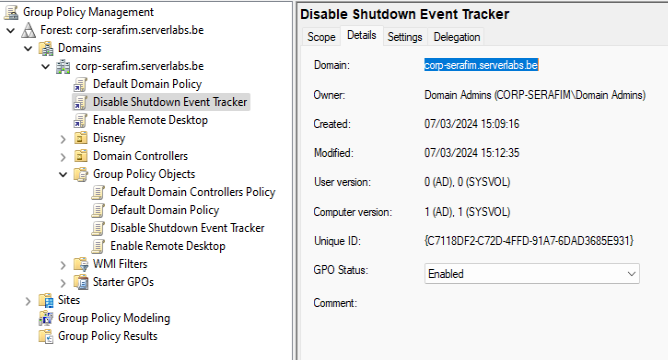 Group Policy Management
Forest: corp-serafim.serverlabs.be
Domains
corp-serafim.serverlabs.be
Default Domain Policy
Disable Shutdown Event Tracker
Enable Remote Desktop
Disney
Domain Controllers
Group Policy Objects
Default Domain Controllers Policy
Default Domain Policy
Disable Shutdown Event Tracker
Enable Remote Desktop
WMI Filters
Starter GPOs
Sites
Group Policy Modeling
Group Policy Results
Disable Shutdown Event Tracker
Scope Details Settings Delegation
Domain: corp-serafim.serverlabs.be
Owner: Domain Admins (CORP-SERAFIM\Domain Admins)
Created: 07/03/2024 15:09:16
Modified: 07/03/2024 15:12:35
User version: 0 (AD), 0 (SYSVOL)
Computer version: 1 (AD), 1 (SYSVOL)
Unique ID: {C7118DF2-C72D-4FFD-91A7-6DAD3685E931}
GPO Status: Enabled
Comment: